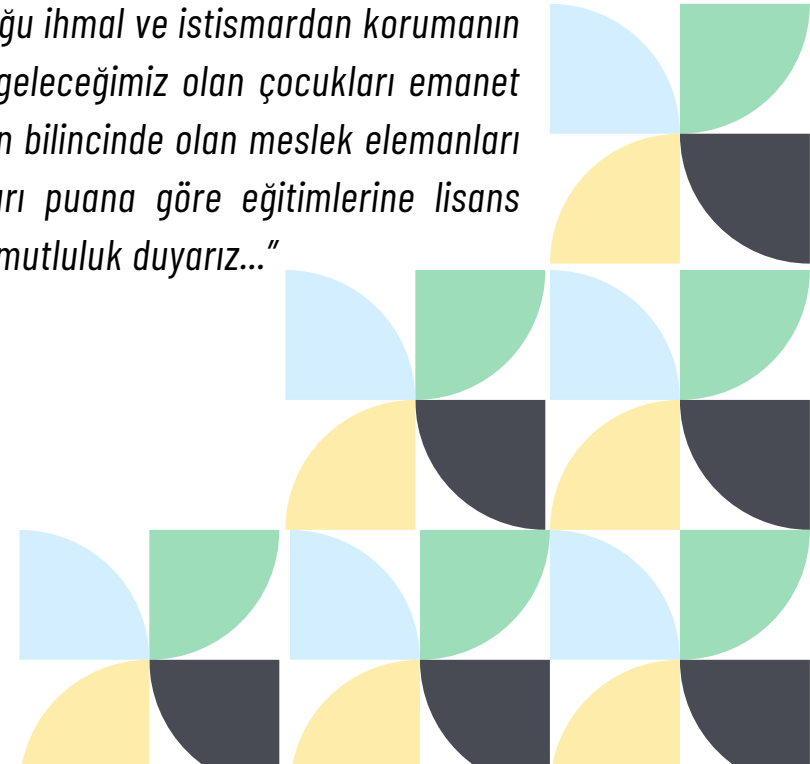 ğu ihmal ve istismardan korumanın
geleceğimiz olan çocukları emanet
n bilincinde olan meslek elemanları
arı puana göre eğitimlerine lisans
mutluluk duyarız...”